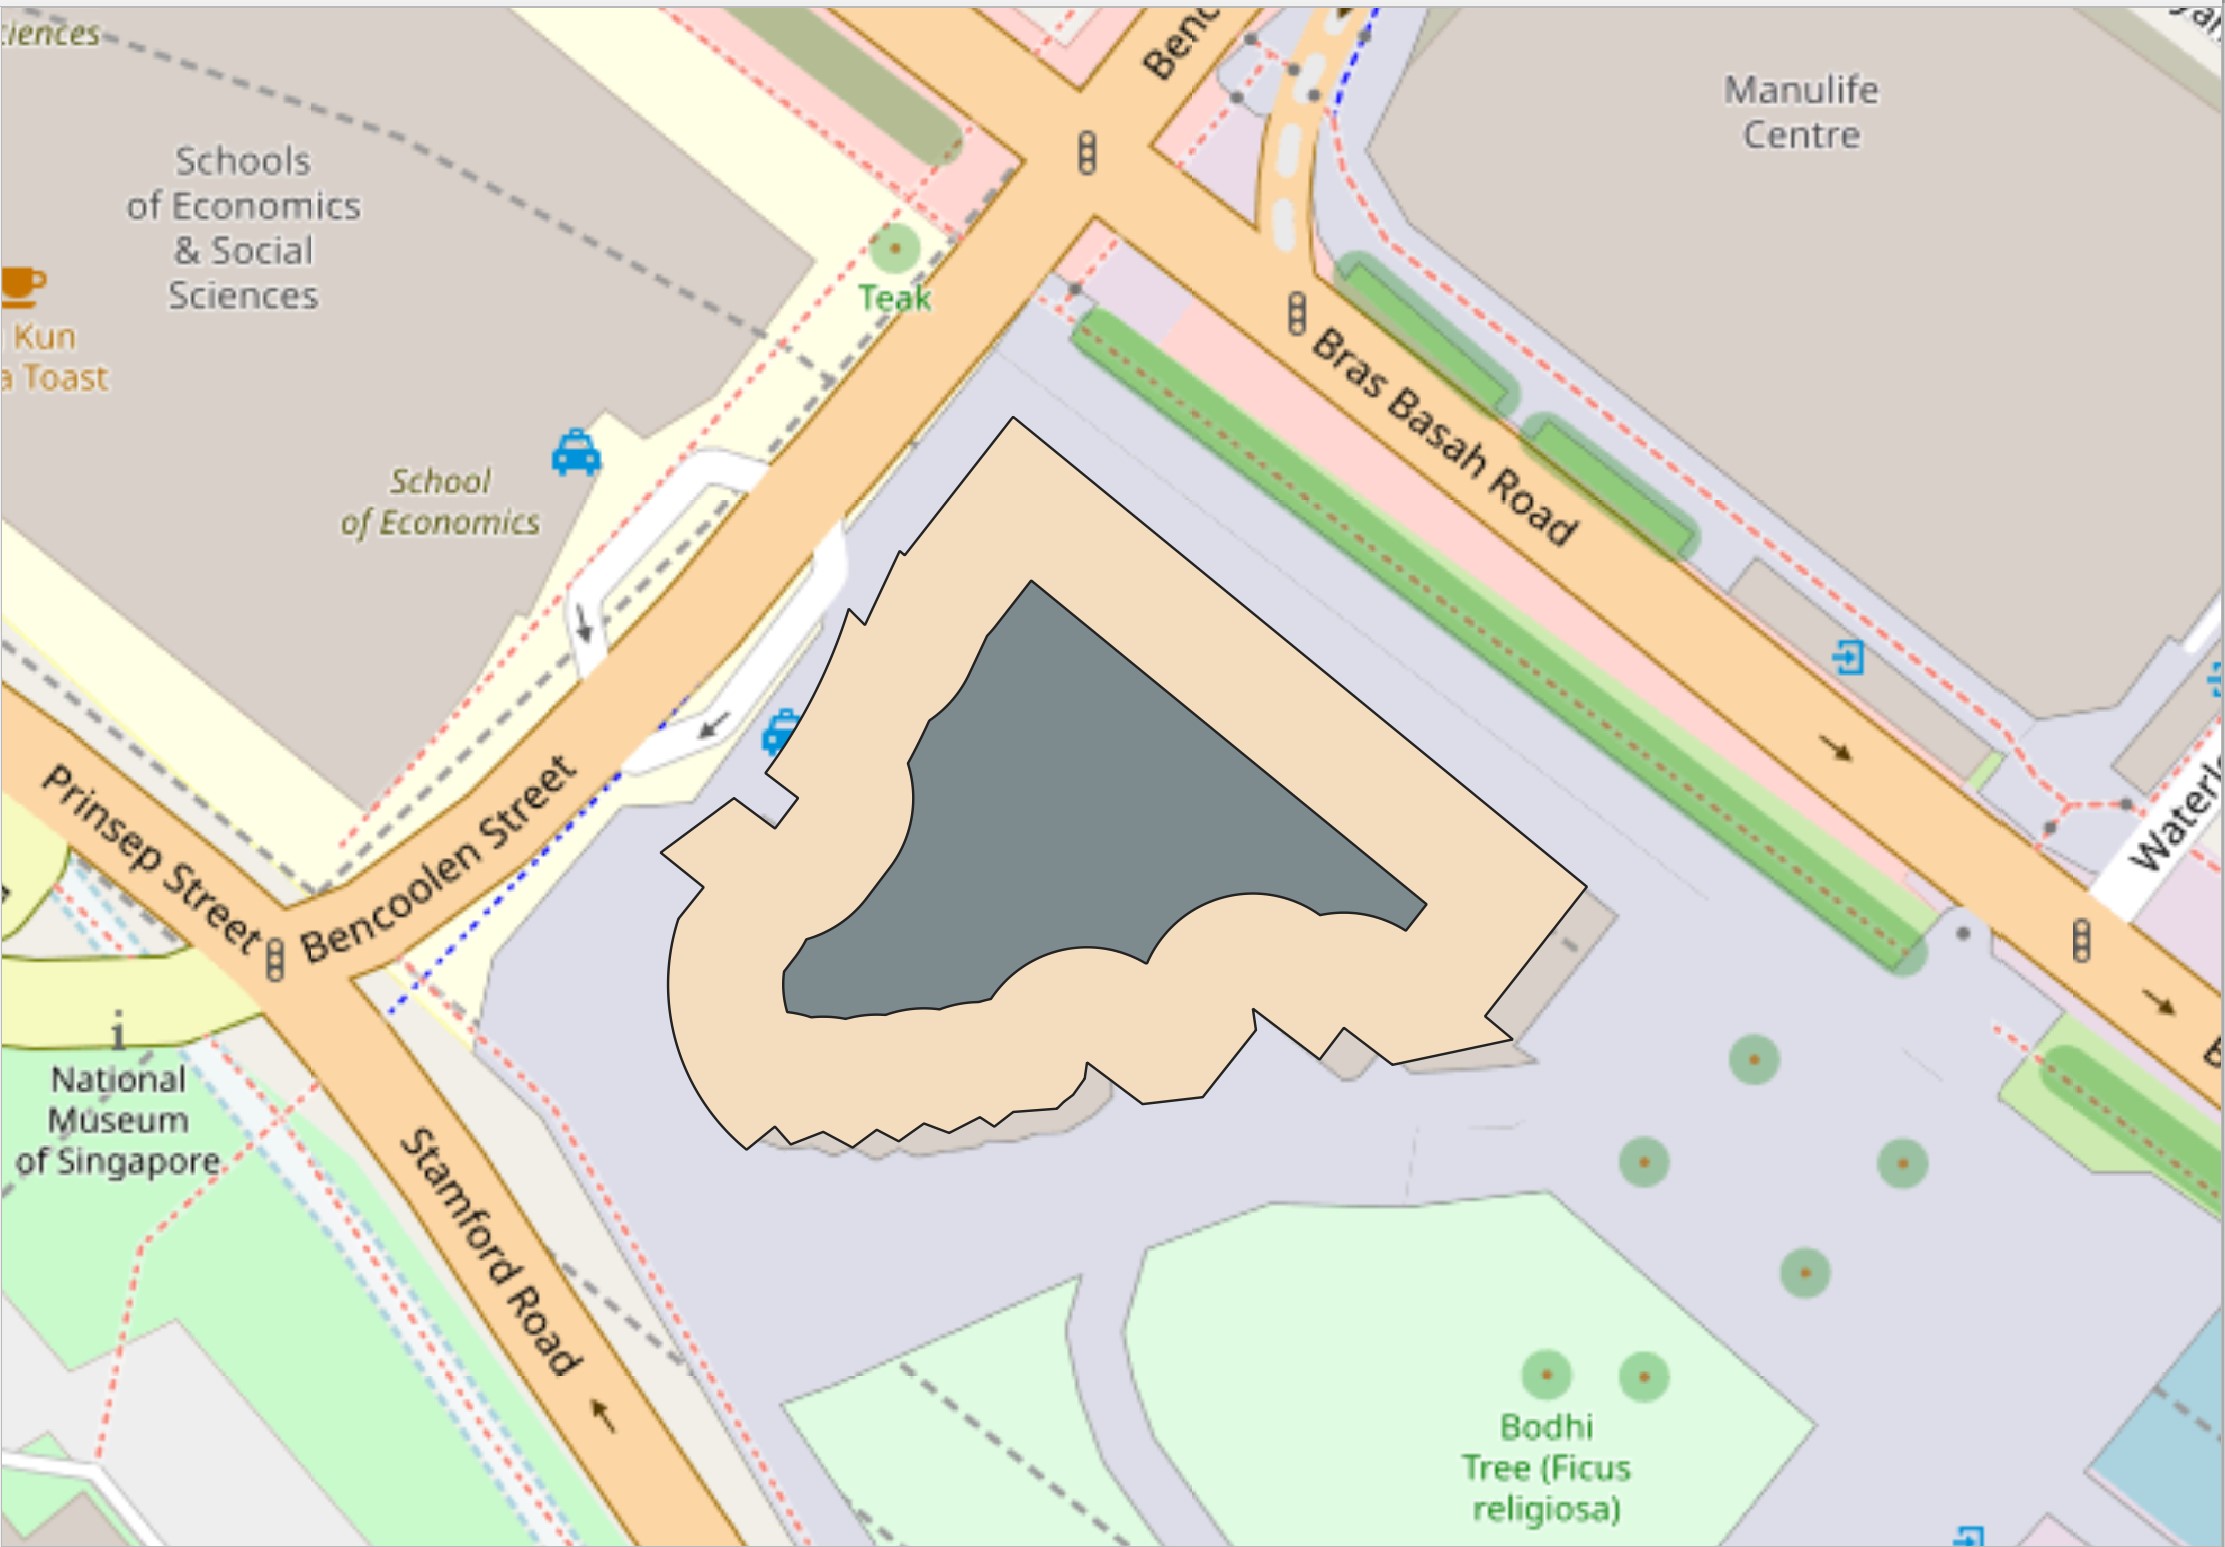 ciences
Benc
Manulife
Centre
Schools
of Economics
& Social
Sciences
Kun
a Toast
Teak
Bras Basah Road
School
of Economics
Prinsep Street
Bencoolen Street
Waterl
National
Museum
of Singapore
i
Stamford Road
B
Bodhi
Tree (Ficus
religiosa)